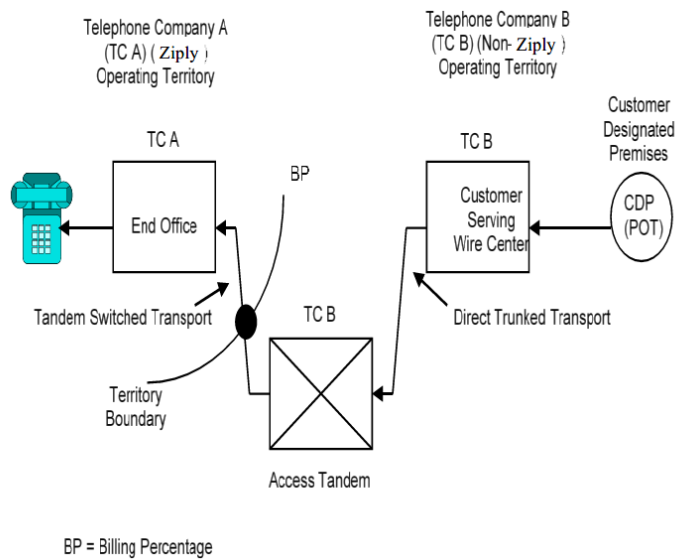 Telephone Company A
(TC A) ( Ziply )
Operating Territory
Telephone Company B
(TC B) (Non- Ziply )
Operating Territory
Customer
Designated
Premises
TC A
TC B
BP
End Office
Customer
Serving
Wire Center
CDP
(POT)
Tandem Switched Transport
TC B
Direct Trunked Transport
Territory
Boundary
Access Tandem
BP = Billing Percentage